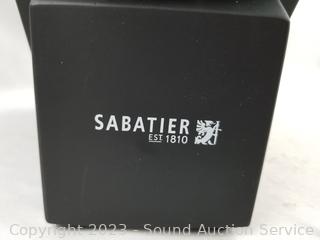 SABATIER
EST 1810
Copyright 2023 - Sound Auction Service